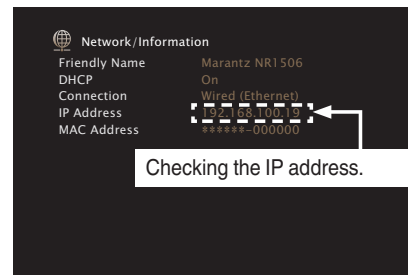 Network/Information
Friendly Name Marantz NR1506
DHCP On
Connection Wired (Ethernet)
IP Address 192.168.100.19
MAC Address ******-000000
Checking the IP address.